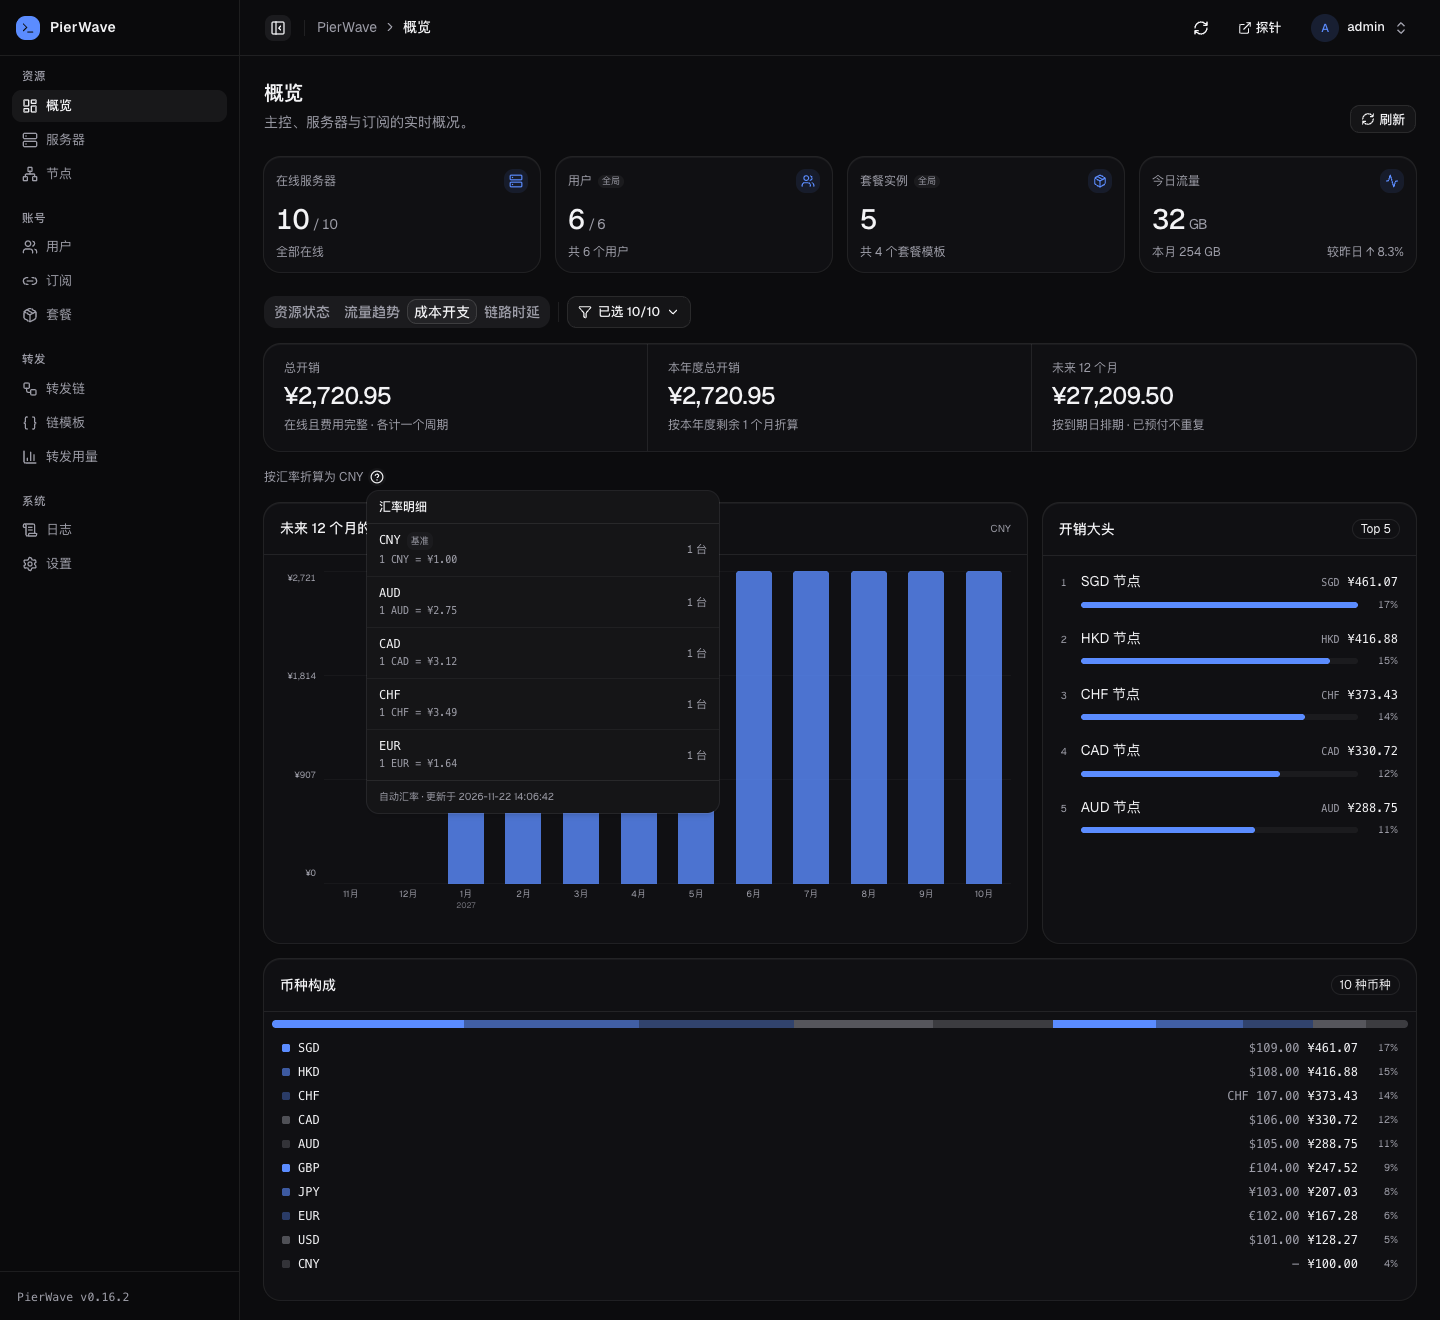 PierWave
PierWave > 概览
探针
A admin
资源
概览
服务器
节点
账号
用户
订阅
套餐
转发
转发链
链模板
转发用量
系统
日志
设置
PierWave v0.16.2
概览
主控、服务器与订阅的实时概况。
刷新
在线服务器
10 / 10
全部在线
用户 全局
6 / 6
共 6 个用户
套餐实例 全局
5
共 4 个套餐模板
今日流量
32 GB
本月 254 GB 较昨日 ↑ 8.3%
资源状态 流量趋势 成本开支 链路时延 已选 10/10
总开销
¥2,720.95
在线且费用完整 · 各计一个周期
本年度总开销
¥2,720.95
按本年度剩余 1 个月折算
未来 12 个月
¥27,209.50
按到期日排期 · 已预付不重复
按汇率折算为 CNY
汇率明细
CNY 基准
1 CNY = ¥1.00
1 台
AUD
1 AUD = ¥2.75
1 台
CAD
1 CAD = ¥3.12
1 台
CHF
1 CHF = ¥3.49
1 台
EUR
1 EUR = ¥1.64
1 台
自动汇率 · 更新于 2026-11-22 14:06:42
未来 12 个月的
CNY
¥2,721
¥1,814
¥907
¥0
11月 12月 1月 2月 3月 4月 5月 6月 7月 8月 9月 10月
2027
开销大头 Top 5
1 SGD 节点 SGD ¥461.07
17%
2 HKD 节点 HKD ¥416.88
15%
3 CHF 节点 CHF ¥373.43
14%
4 CAD 节点 CAD ¥330.72
12%
5 AUD 节点 AUD ¥288.75
11%
币种构成 10 种币种
SGD $109.00 ¥461.07 17%
HKD $108.00 ¥416.88 15%
CHF CHF 107.00 ¥373.43 14%
CAD $106.00 ¥330.72 12%
AUD $105.00 ¥288.75 11%
GBP £104.00 ¥247.52 9%
JPY ¥103.00 ¥207.03 8%
EUR €102.00 ¥167.28 6%
USD $101.00 ¥128.27 5%
CNY — ¥100.00 4%